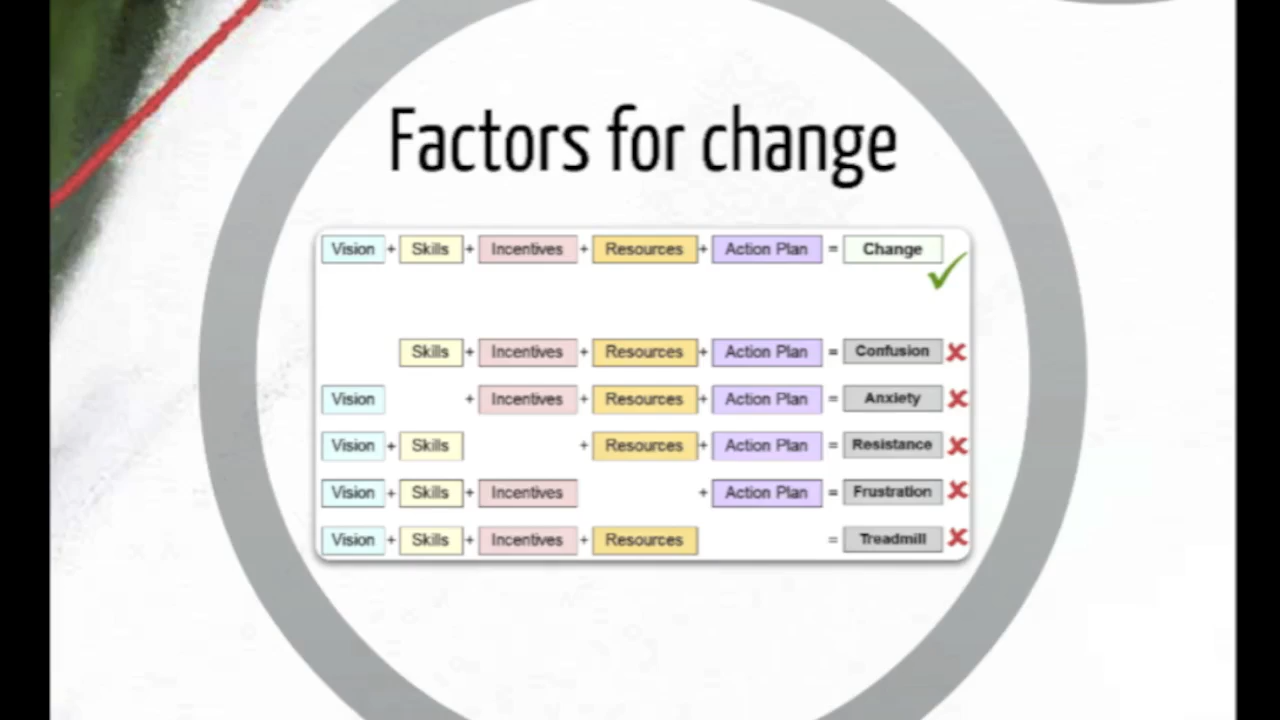 Factors for change
Vision + Skills + Incentives + Resources + Action Plan = Change
Skills + Incentives + Resources + Action Plan = Confusion
Vision + Incentives + Resources + Action Plan = Anxiety
Vision + Skills + Resources + Action Plan = Resistance
Vision + Skills + Incentives + Action Plan = Frustration
Vision + Skills + Incentives + Resources = Treadmill